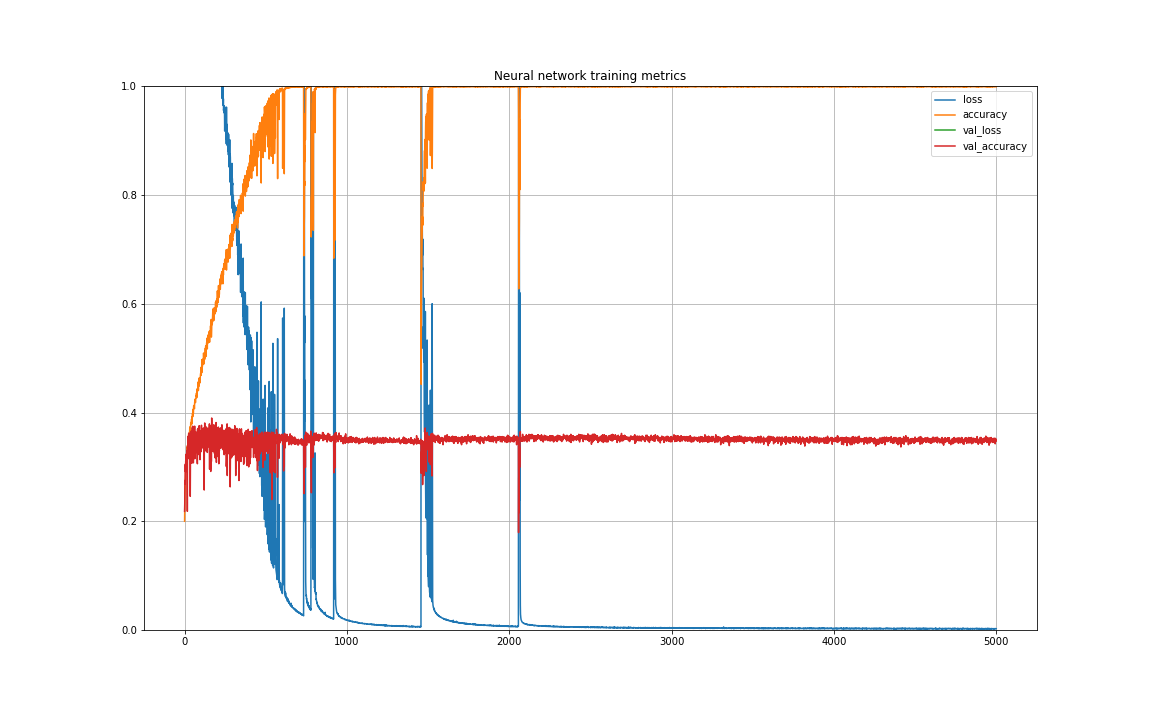 Neural network training metrics
1.0
0.8
0.6
0.4
0.2
0.0
0 1000 2000 3000 4000 5000
loss
accuracy
val_loss
val_accuracy